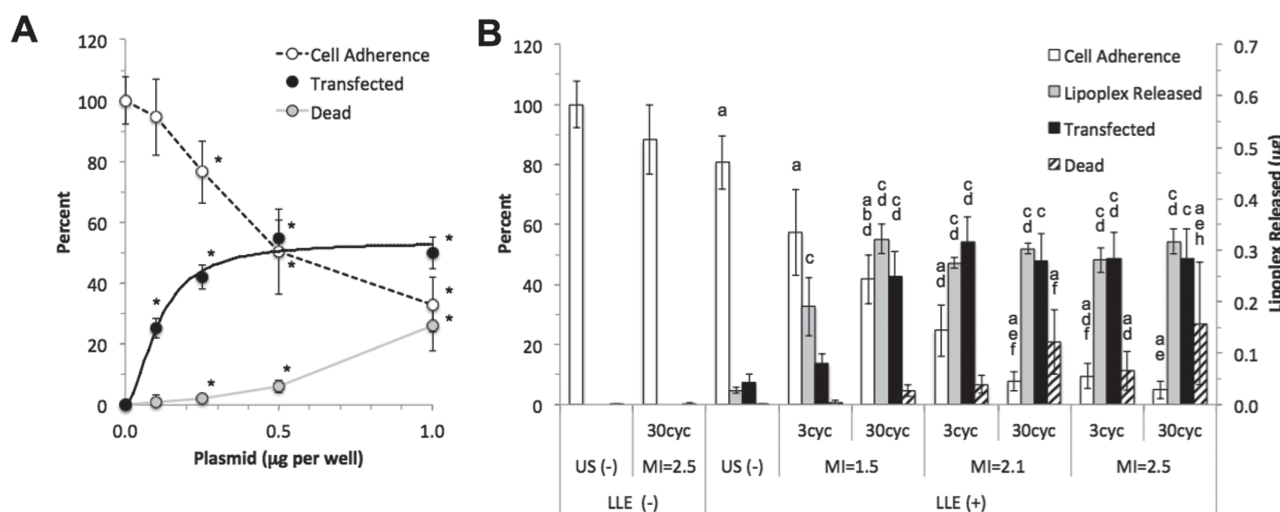 A
120
100
80
60
40
20
0
Percent
Cell Adherence
Transfected
Dead
*
*
*
*
*
*
*
*
*
*
0.0
0.5
1.0
Plasmid (µg per well)
B
120
100
80
60
40
20
0
Percent
Cell Adherence
Lipoplex Released
Transfected
Dead
0.7
0.6
0.5
0.4
0.3
0.2
0.1
0.0
Lipoplex Released (µg)
a
a
c
a
b
d
c
d
c
d
a
d
c
d
c
d
a
e
f
c
d
c
a
f
a
d
f
c
d
c
d
a
d
a
e
c
d
c
a
e
h
30cyc
3cyc
30cyc
3cyc
30cyc
3cyc
30cyc
US (-)
MI=2.5
US (-)
MI=1.5
MI=2.1
MI=2.5
LLE (-)
LLE (+)